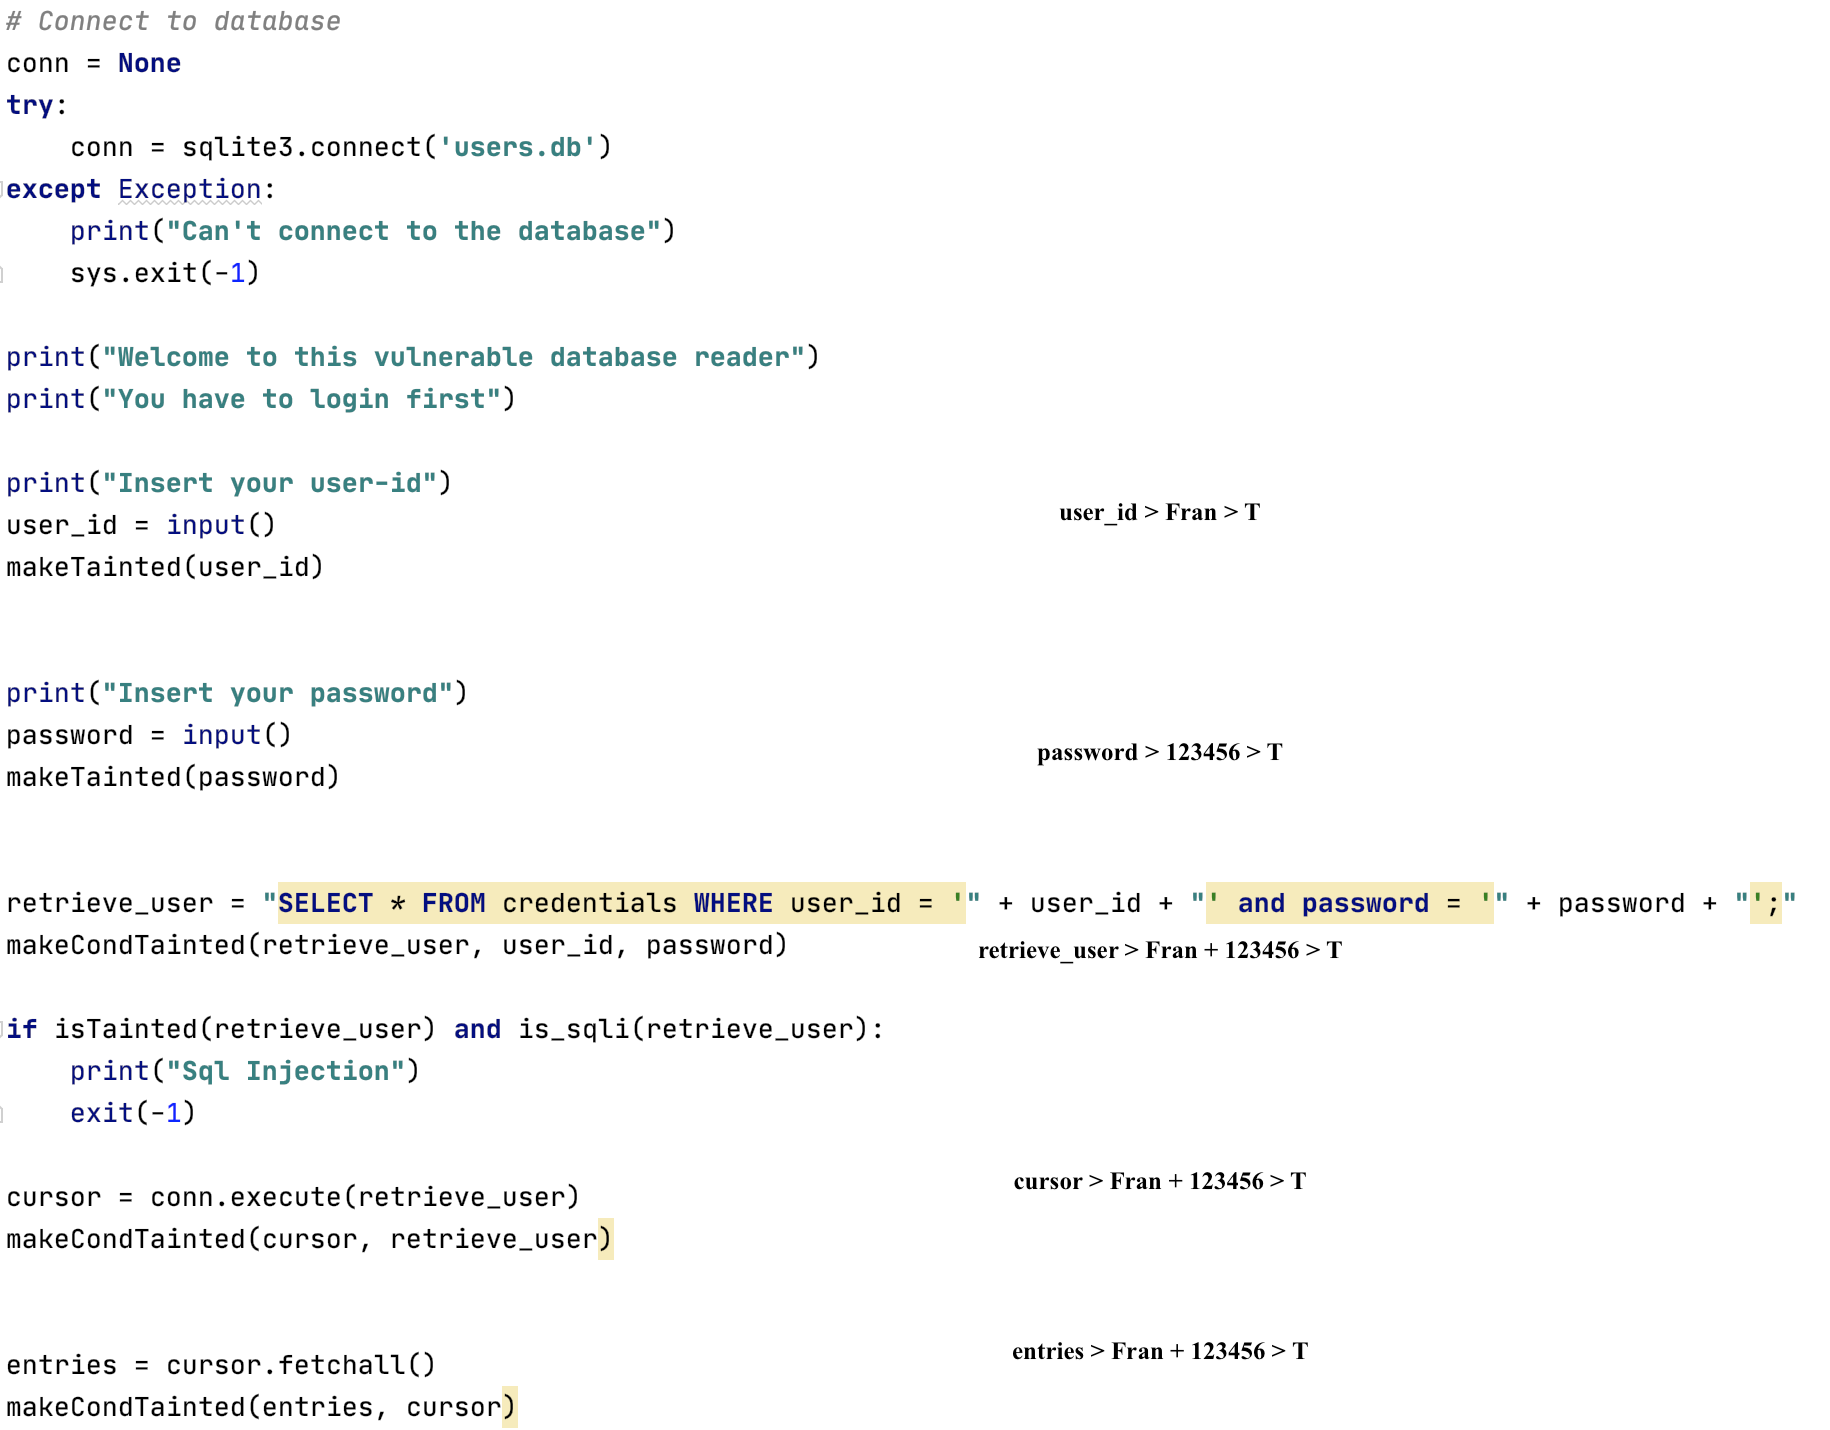 # Connect to database
conn = None
try:
    conn = sqlite3.connect('users.db')
except Exception:
    print("Can't connect to the database")
    sys.exit(-1)
print("Welcome to this vulnerable database reader")
print("You have to login first")
print("Insert your user-id")
user_id > Fran > T
user_id = input()
makeTainted(user_id)
print("Insert your password")
password = input()
password > 123456 > T
makeTainted(password)
retrieve_user = "SELECT * FROM credentials WHERE user_id = '" + user_id + "' and password = '" + password + "';"
makeCondTainted(retrieve_user, user_id, password)
retrieve_user > Fran + 123456 > T
if isTainted(retrieve_user) and is_sqli(retrieve_user):
    print("Sql Injection")
    exit(-1)
cursor > Fran + 123456 > T
cursor = conn.execute(retrieve_user)
makeCondTainted(cursor, retrieve_user)
entries > Fran + 123456 > T
entries = cursor.fetchall()
makeCondTainted(entries, cursor)